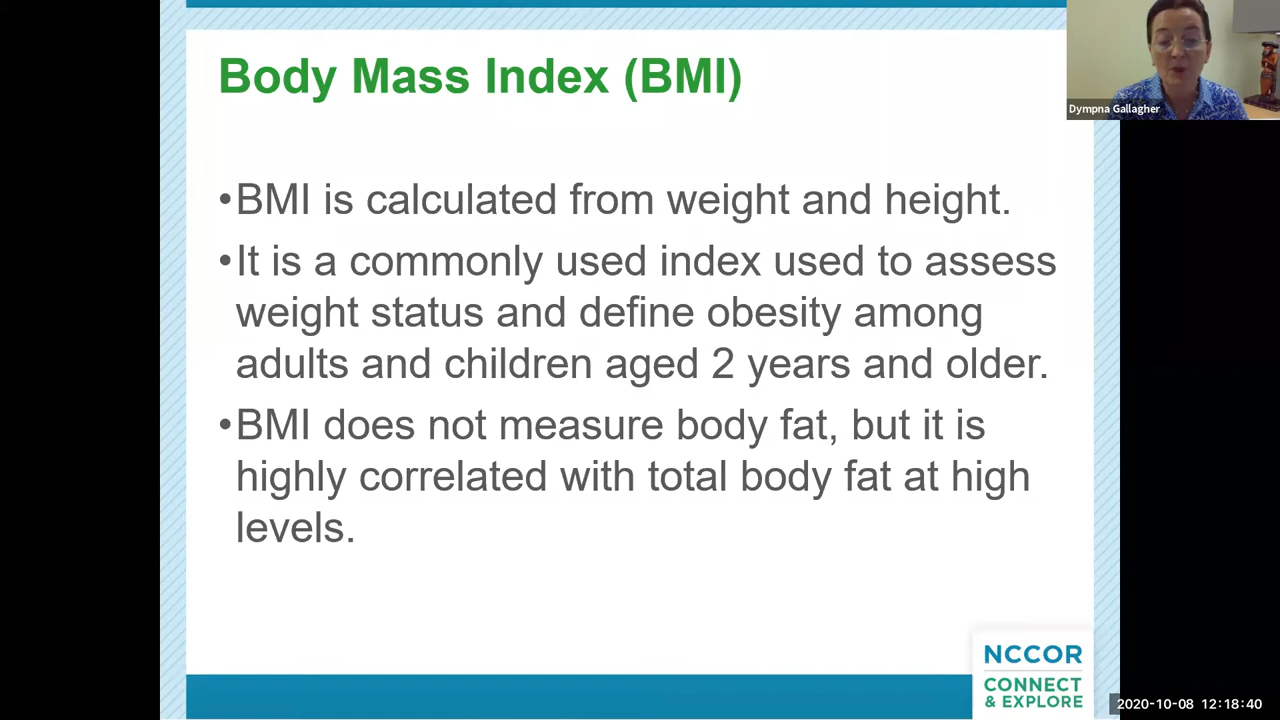 Body Mass Index (BMI)
•BMI is calculated from weight and height.
•It is a commonly used index used to assess
weight status and define obesity among
adults and children aged 2 years and older.
•BMI does not measure body fat, but it is
highly correlated with total body fat at high
levels.
Dympna Gallagher
NCCOR
CONNECT
& EXPLORE
2020-10-08 12:18:40